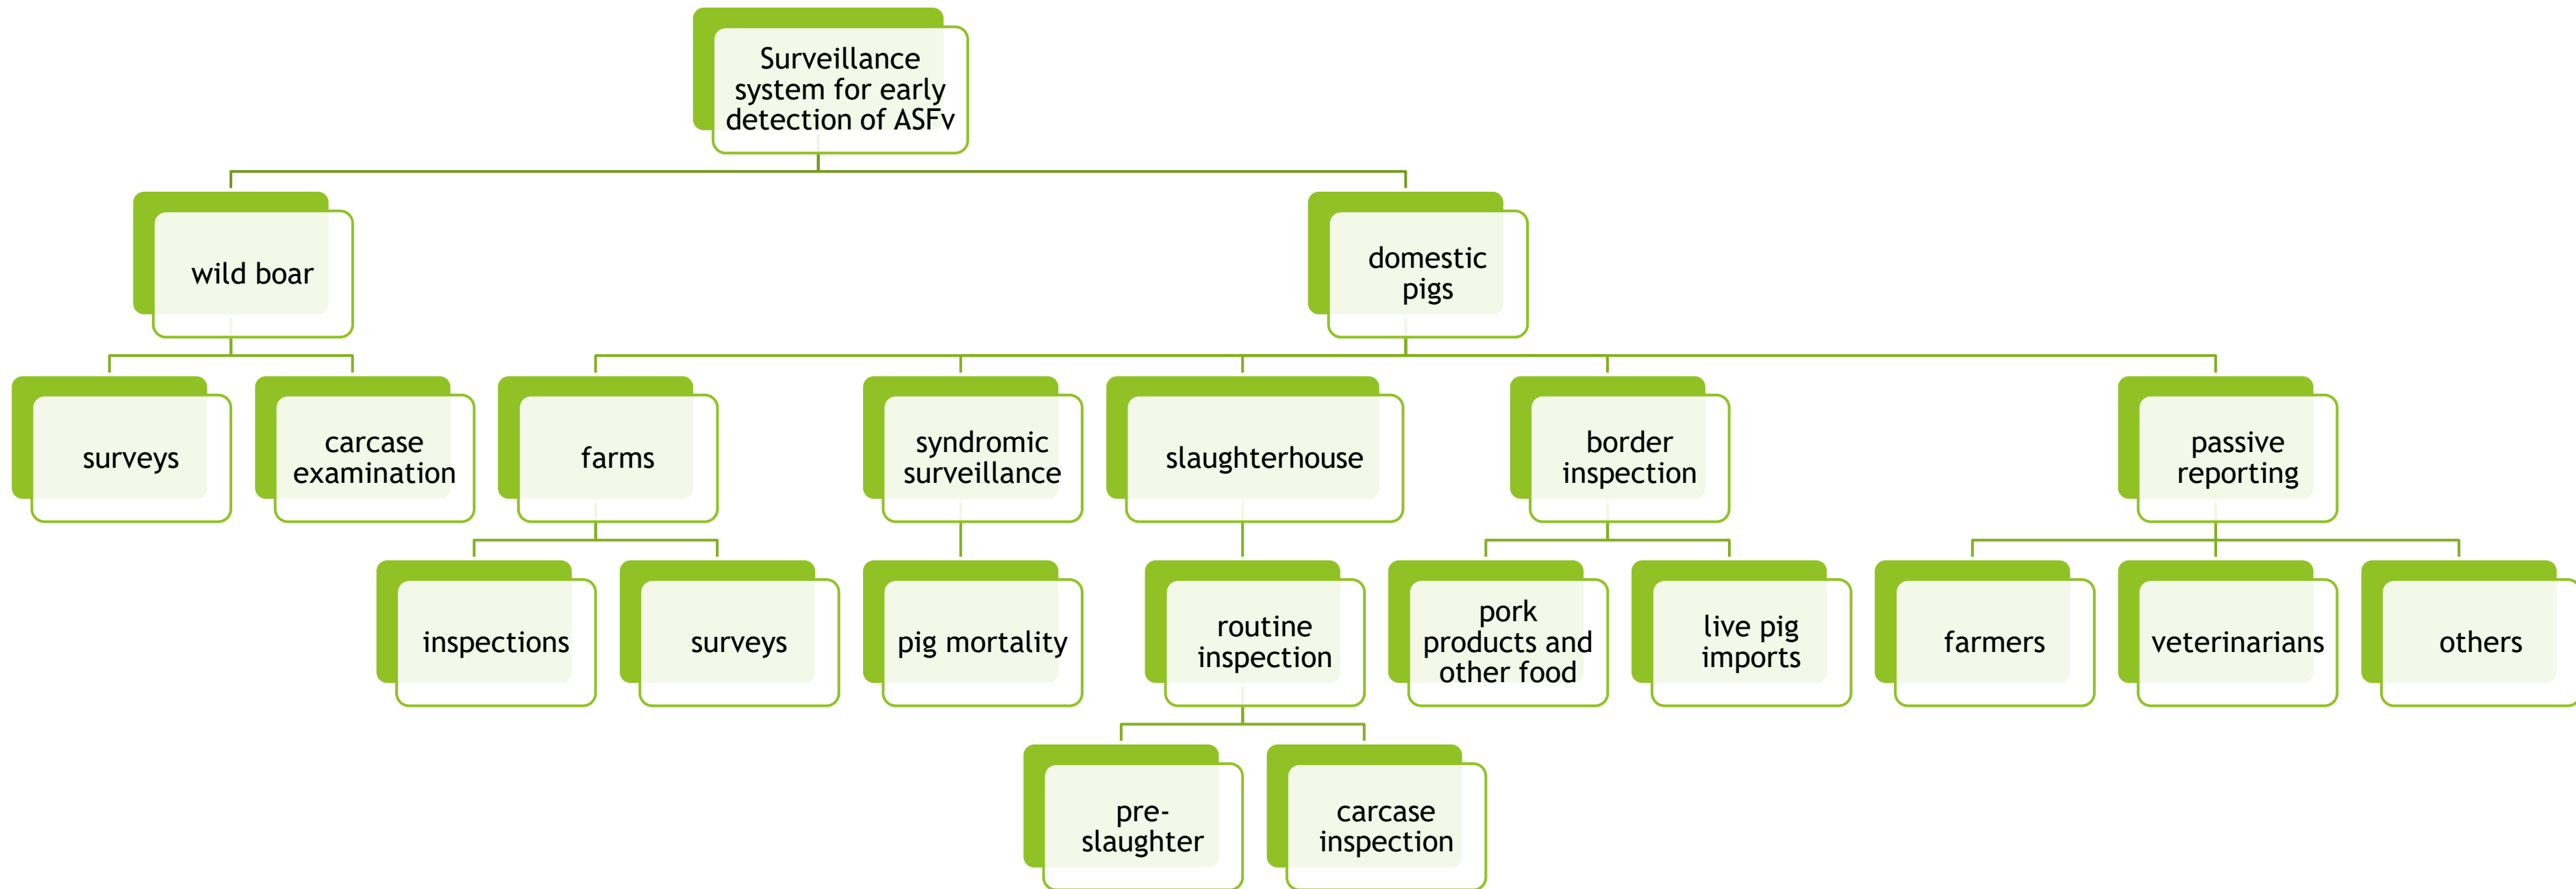 Surveillance
system for early
detection of ASFv
wild boar
domestic
pigs
surveys
carcase
examination
farms
syndromic
surveillance
slaughterhouse
border
inspection
passive
reporting
inspections
surveys
pig mortality
routine
inspection
pork
products and
other food
live pig
imports
farmers
veterinarians
others
pre-
slaughter
carcase
inspection